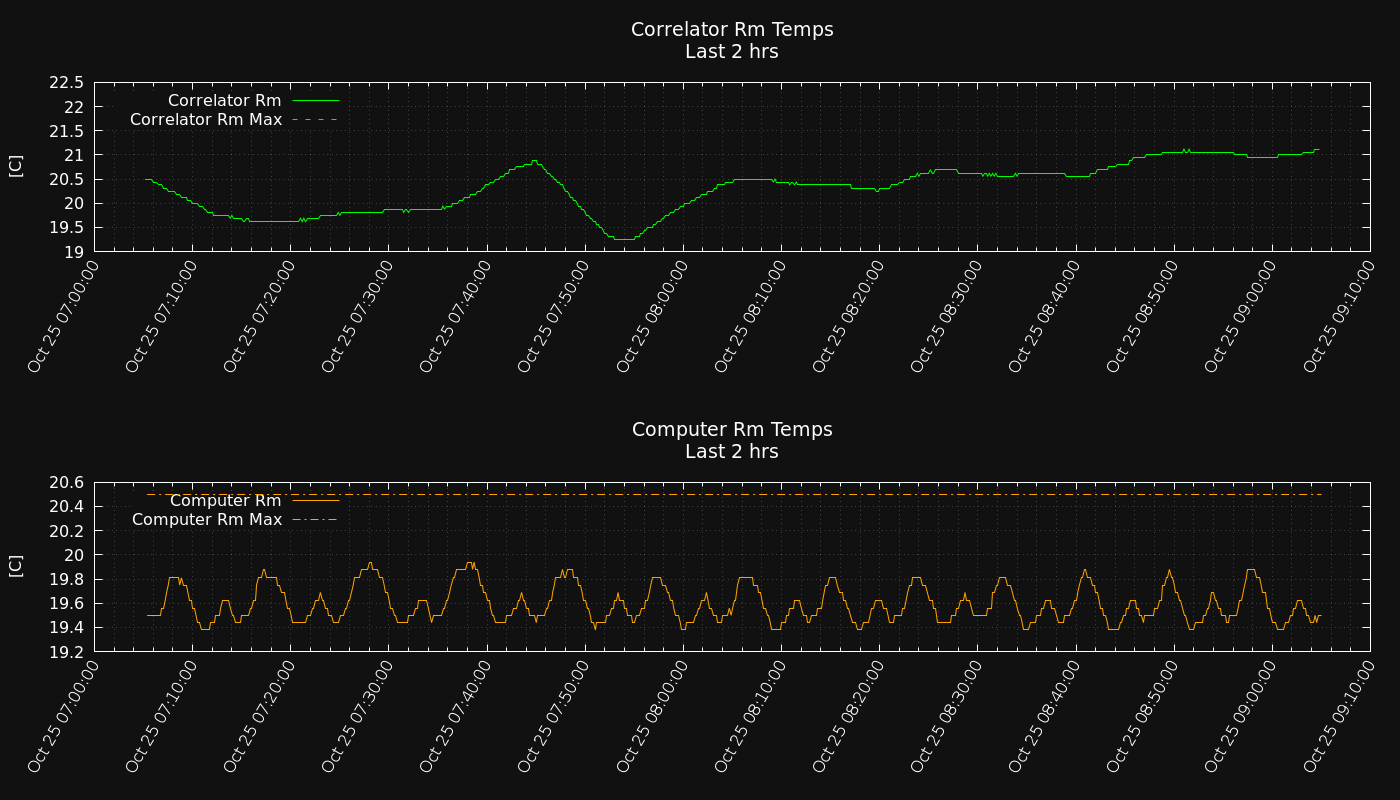 Correlator Rm Temps
Last 2 hrs
22.5
22
21.5
21
20.5
20
19.5
19
[C]
Correlator Rm
Correlator Rm Max
Oct 25 07:00:00
Oct 25 07:10:00
Oct 25 07:20:00
Oct 25 07:30:00
Oct 25 07:40:00
Oct 25 07:50:00
Oct 25 08:00:00
Oct 25 08:10:00
Oct 25 08:20:00
Oct 25 08:30:00
Oct 25 08:40:00
Oct 25 08:50:00
Oct 25 09:00:00
Oct 25 09:10:00
Computer Rm Temps
Last 2 hrs
20.6
20.4
20.2
20
19.8
19.6
19.4
19.2
[C]
Computer Rm
Computer Rm Max
Oct 25 07:00:00
Oct 25 07:10:00
Oct 25 07:20:00
Oct 25 07:30:00
Oct 25 07:40:00
Oct 25 07:50:00
Oct 25 08:00:00
Oct 25 08:10:00
Oct 25 08:20:00
Oct 25 08:30:00
Oct 25 08:40:00
Oct 25 08:50:00
Oct 25 09:00:00
Oct 25 09:10:00